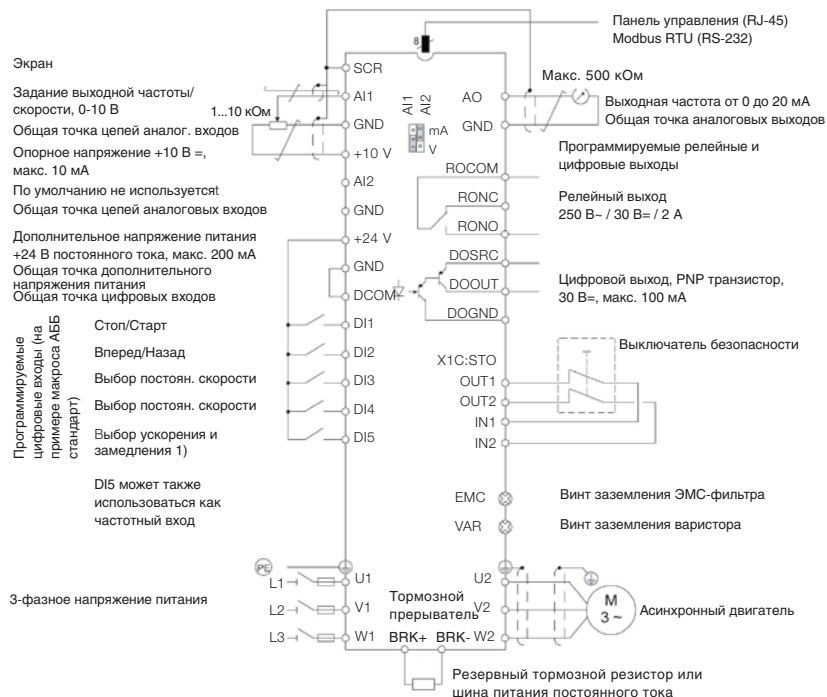 Панель управления (RJ-45)
Modbus RTU (RS-232)
8
Экран
SCR
Макс. 500 кОм
Задание выходной частоты/
скорости, 0-10 В
AI1
AI1
AI2
AO
1...10 кОм
mA
V
Выходная частота от 0 до 20 мА
Общая точка цепей аналог. входов
GND
GND
Общая точка аналоговых выходов
Опорное напряжение +10 В =,
макс. 10 мА
+10 V
ROCOM
Программируемые релейные и
цифровые выходы
По умолчанию не используетсяt
AI2
RONC
Релейный выход
250 В~ / 30 В= / 2 А
Общая точка цепей аналоговых входов
GND
RONO
Дополнительное напряжение питания
+24 В постоянного тока, макс. 200 мА
+24 V
DOSRC
Общая точка дополнительного
напряжения питания
GND
DOOUT
Цифровой выход, PNP транзистор,
30 В=, макс. 100 мА
Общая точка цифровых входов
DCOM
DOGND
Программируемые
цифровые входы (на
примере макроса АББ
стандарт)
Стоп/Старт
DI1
Вперед/Назад
DI2
X1C:STO
Выключатель безопасности
Выбор постоян. скорости
DI3
OUT1
OUT2
Выбор постоян. скорости
DI4
IN1
Выбор ускорения и
замедления 1)
DI5
IN2
DI5 может также
использоваться как
частотный вход
EMC
Винт заземления ЭМС-фильтра
VAR
Винт заземления варистора
PE
L1
U1
U2
3-фазное напряжение питания
L2
V1
Тормозной
прерыватель
V2
M
3 ~
Асинхронный двигатель
L3
W1
BRK+
BRK-
W2
Резервный тормозной резистор или
шина питания постоянного тока